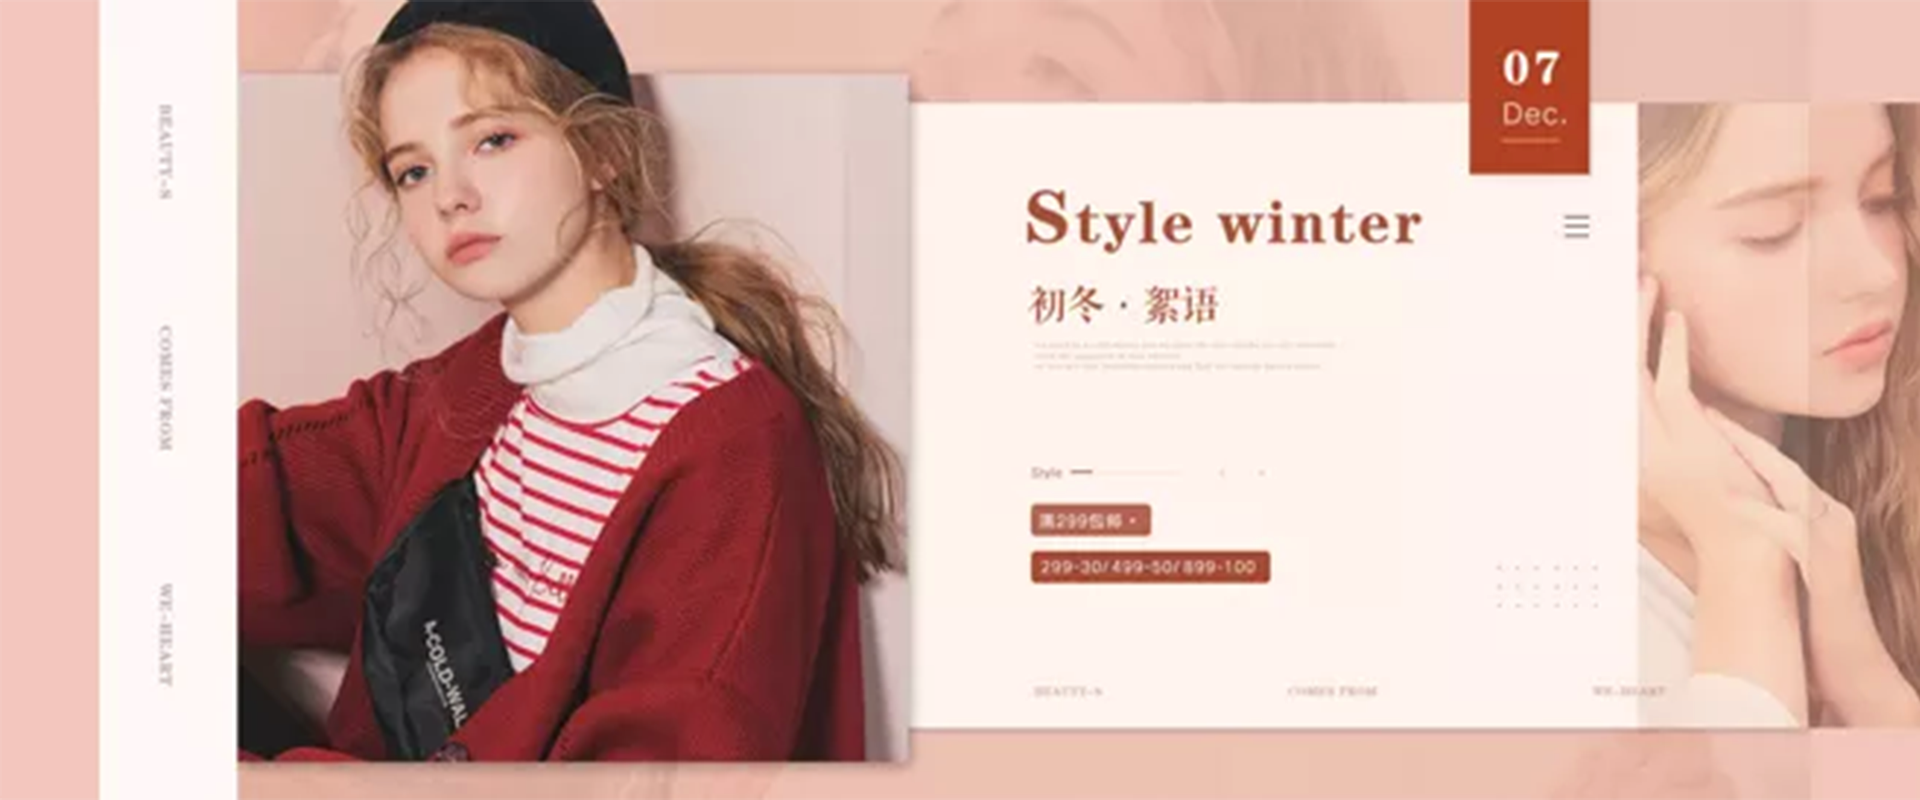 BEAUTY-S
COMES FROM
WE-HEART
A-COLD-WAL
07
Dec.
Style winter
初冬·絮语
Style
满299包邮
299-30/499-50/899-100
BEAUTY-S
COMES FROM
WE-HEART